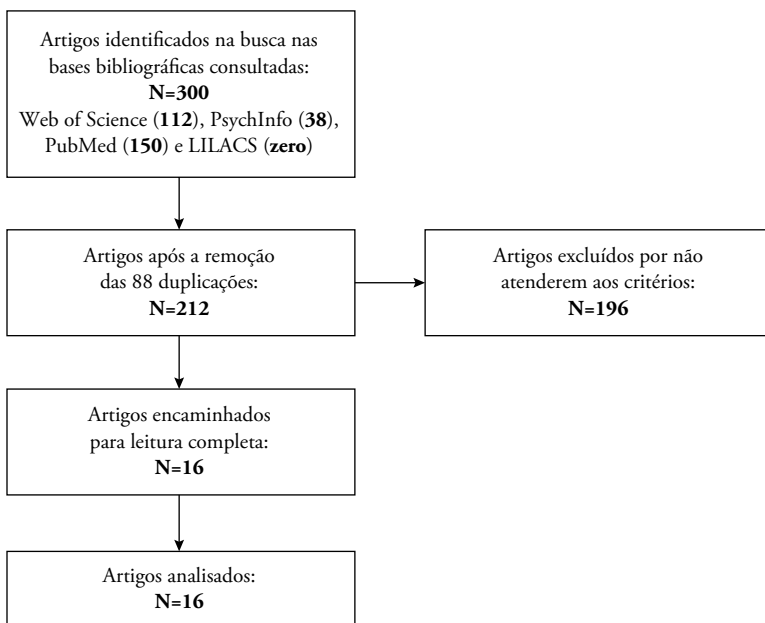 Artigos identificados na busca nas
bases bibliográficas consultadas:
N=300
Web of Science (112), PsychInfo (38),
PubMed (150) e LILACS (zero)
Artigos após a remoção
das 88 duplicações:
N=212
Artigos excluídos por não
atenderem aos critérios:
N=196
Artigos encaminhados
para leitura completa:
N=16
Artigos analisados:
N=16